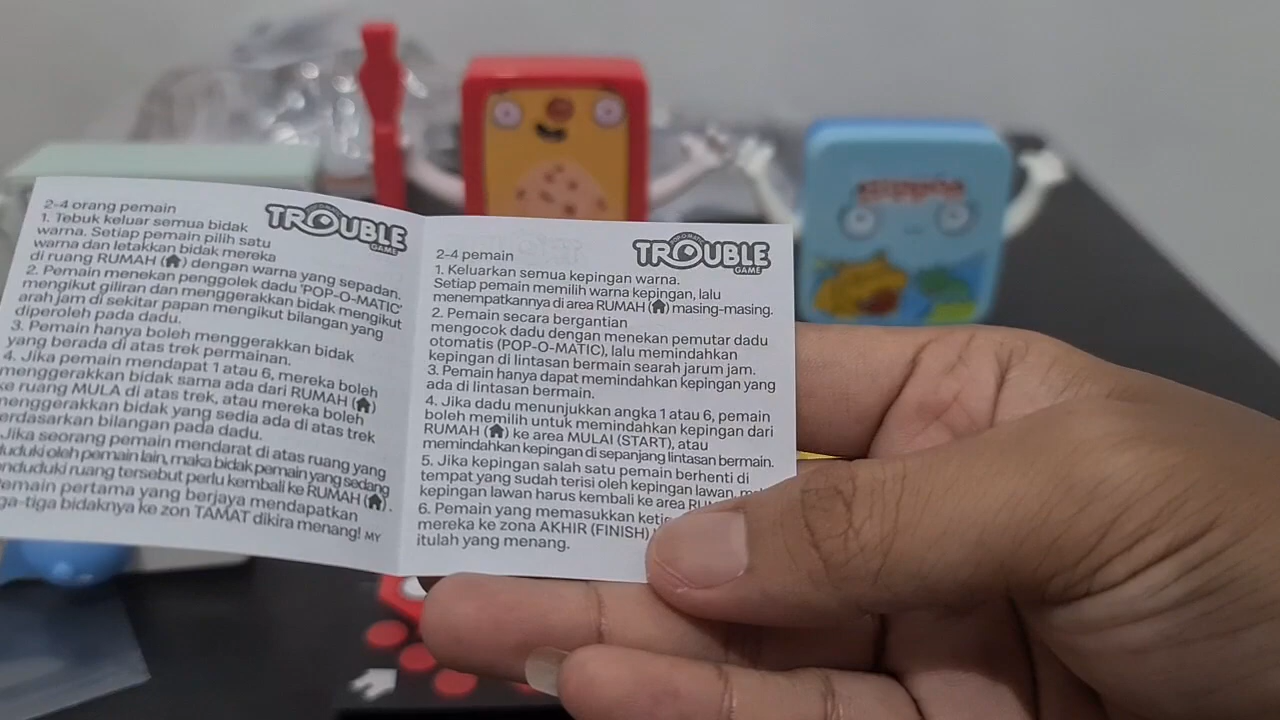 2-4 orang pemain
TROUBLE
GAME
1. Tebuk keluar semua bidak
warna. Setiap pemain pilih satu
warna dan letakkan bidak mereka
di ruang RUMAH () dengan warna yang sepadan.
2. Pemain menekan penggolek dadu 'POP-O-MATIC'
mengikut giliran dan menggerakkan bidak mengikut
arah jam di sekitar papan mengikut bilangan yang
diperoleh pada dadu.
3. Pemain hanya boleh menggerakkan bidak
yang berada di atas trek permainan.
4. Jika pemain mendapat 1 atau 6, mereka boleh
menggerakkan bidak sama ada dari RUMAH ()
ke ruang MULA di atas trek, atau mereka boleh
menggerakkan bidak yang sedia ada di atas trek
erdasarkan bilangan pada dadu.
Jika seorang pemain mendarat di atas ruang yang
duduki oleh pemain lain, maka bidak pemain yang sedang
nduduki ruang tersebut perlu kembali ke RUMAH ().
emain pertama yang berjaya mendapatkan
ga-tiga bidaknya ke zon TAMAT dikira menang! MY
2-4 pemain
TROUBLE
GAME
1. Keluarkan semua kepingan warna.
Setiap pemain memilih warna kepingan, lalu
menempatkannya di area RUMAH () masing-masing.
2. Pemain secara bergantian
mengocok dadu dengan menekan pemutar dadu
otomatis (POP-O-MATIC), lalu memindahkan
kepingan di lintasan bermain searah jarum jam.
3. Pemain hanya dapat memindahkan kepingan yang
ada di lintasan bermain.
4. Jika dadu menunjukkan angka 1 atau 6, pemain
boleh memilih untuk memindahkan kepingan dari
RUMAH () ke area MULAI (START), atau
memindahkan kepingan di sepanjang lintasan bermain.
5. Jika kepingan salah satu pemain berhenti di
tempat yang sudah terisi oleh kepingan lawan,
kepingan lawan harus kembali ke area
6. Pemain yang memasukkan
mereka ke zona AKHIR (FINISH)
itulah yang menang.